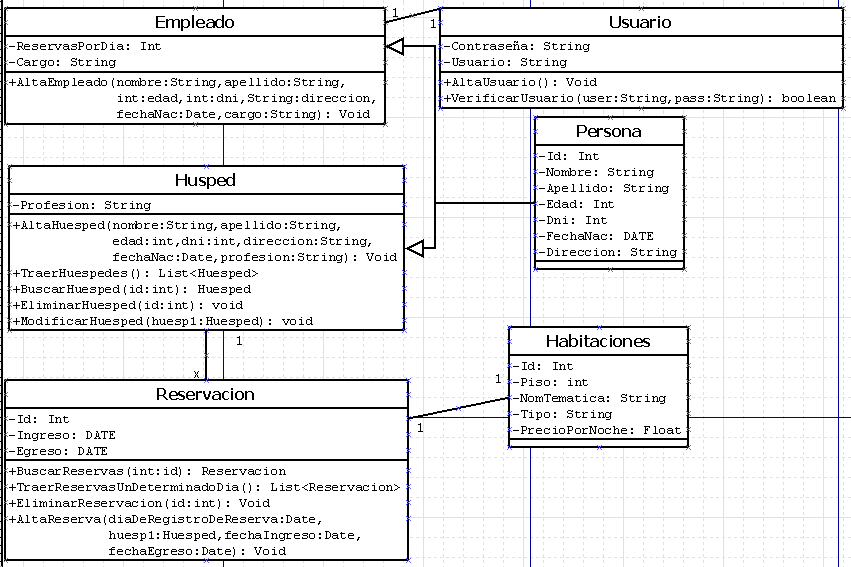 Empleado
-ReservasPorDia: Int
-Cargo: String
+AltaEmpleado(nombre:String,apellido:String,
int:edad,int:dni,String:direccion,
fechaNac:Date,cargo:String): Void
1
1
Usuario
-Contraseña: String
-Usuario: String
+AltaUsuario(): Void
+VerificarUsuario(user:String,pass:String): boolean
Persona
-Id: Int
-Nombre: String
-Apellido: String
-Edad: Int
-Dni: Int
-FechaNac: DATE
-Direccion: String
Husped
-Profesion: String
+AltaHuesped(nombre:String,apellido:String,
edad:int,dni:int,direccion:String,
fechaNac:Date,profesion:String): Void
+TraerHuespedes(): List<Huesped>
+BuscarHuesped(id:int): Huesped
+EliminarHuesped(id:int): void
+ModificarHuesped(huesp1:Huesped): void
1
x
Habitaciones
-Id: Int
-Piso: int
-NomTematica: String
-Tipo: String
-PrecioPorNoche: Float
1
1
Reservacion
-Id: Int
-Ingreso: DATE
-Egreso: DATE
+BuscarReservas(int:id): Reservacion
+TraerReservasUnDeterminadoDia(): List<Reservacion>
+EliminarReservacion(id:int): Void
+AltaReserva(diaDeRegistroDeReserva:Date,
huesp1:Huesped,fechaIngreso:Date,
fechaEgreso:Date): Void